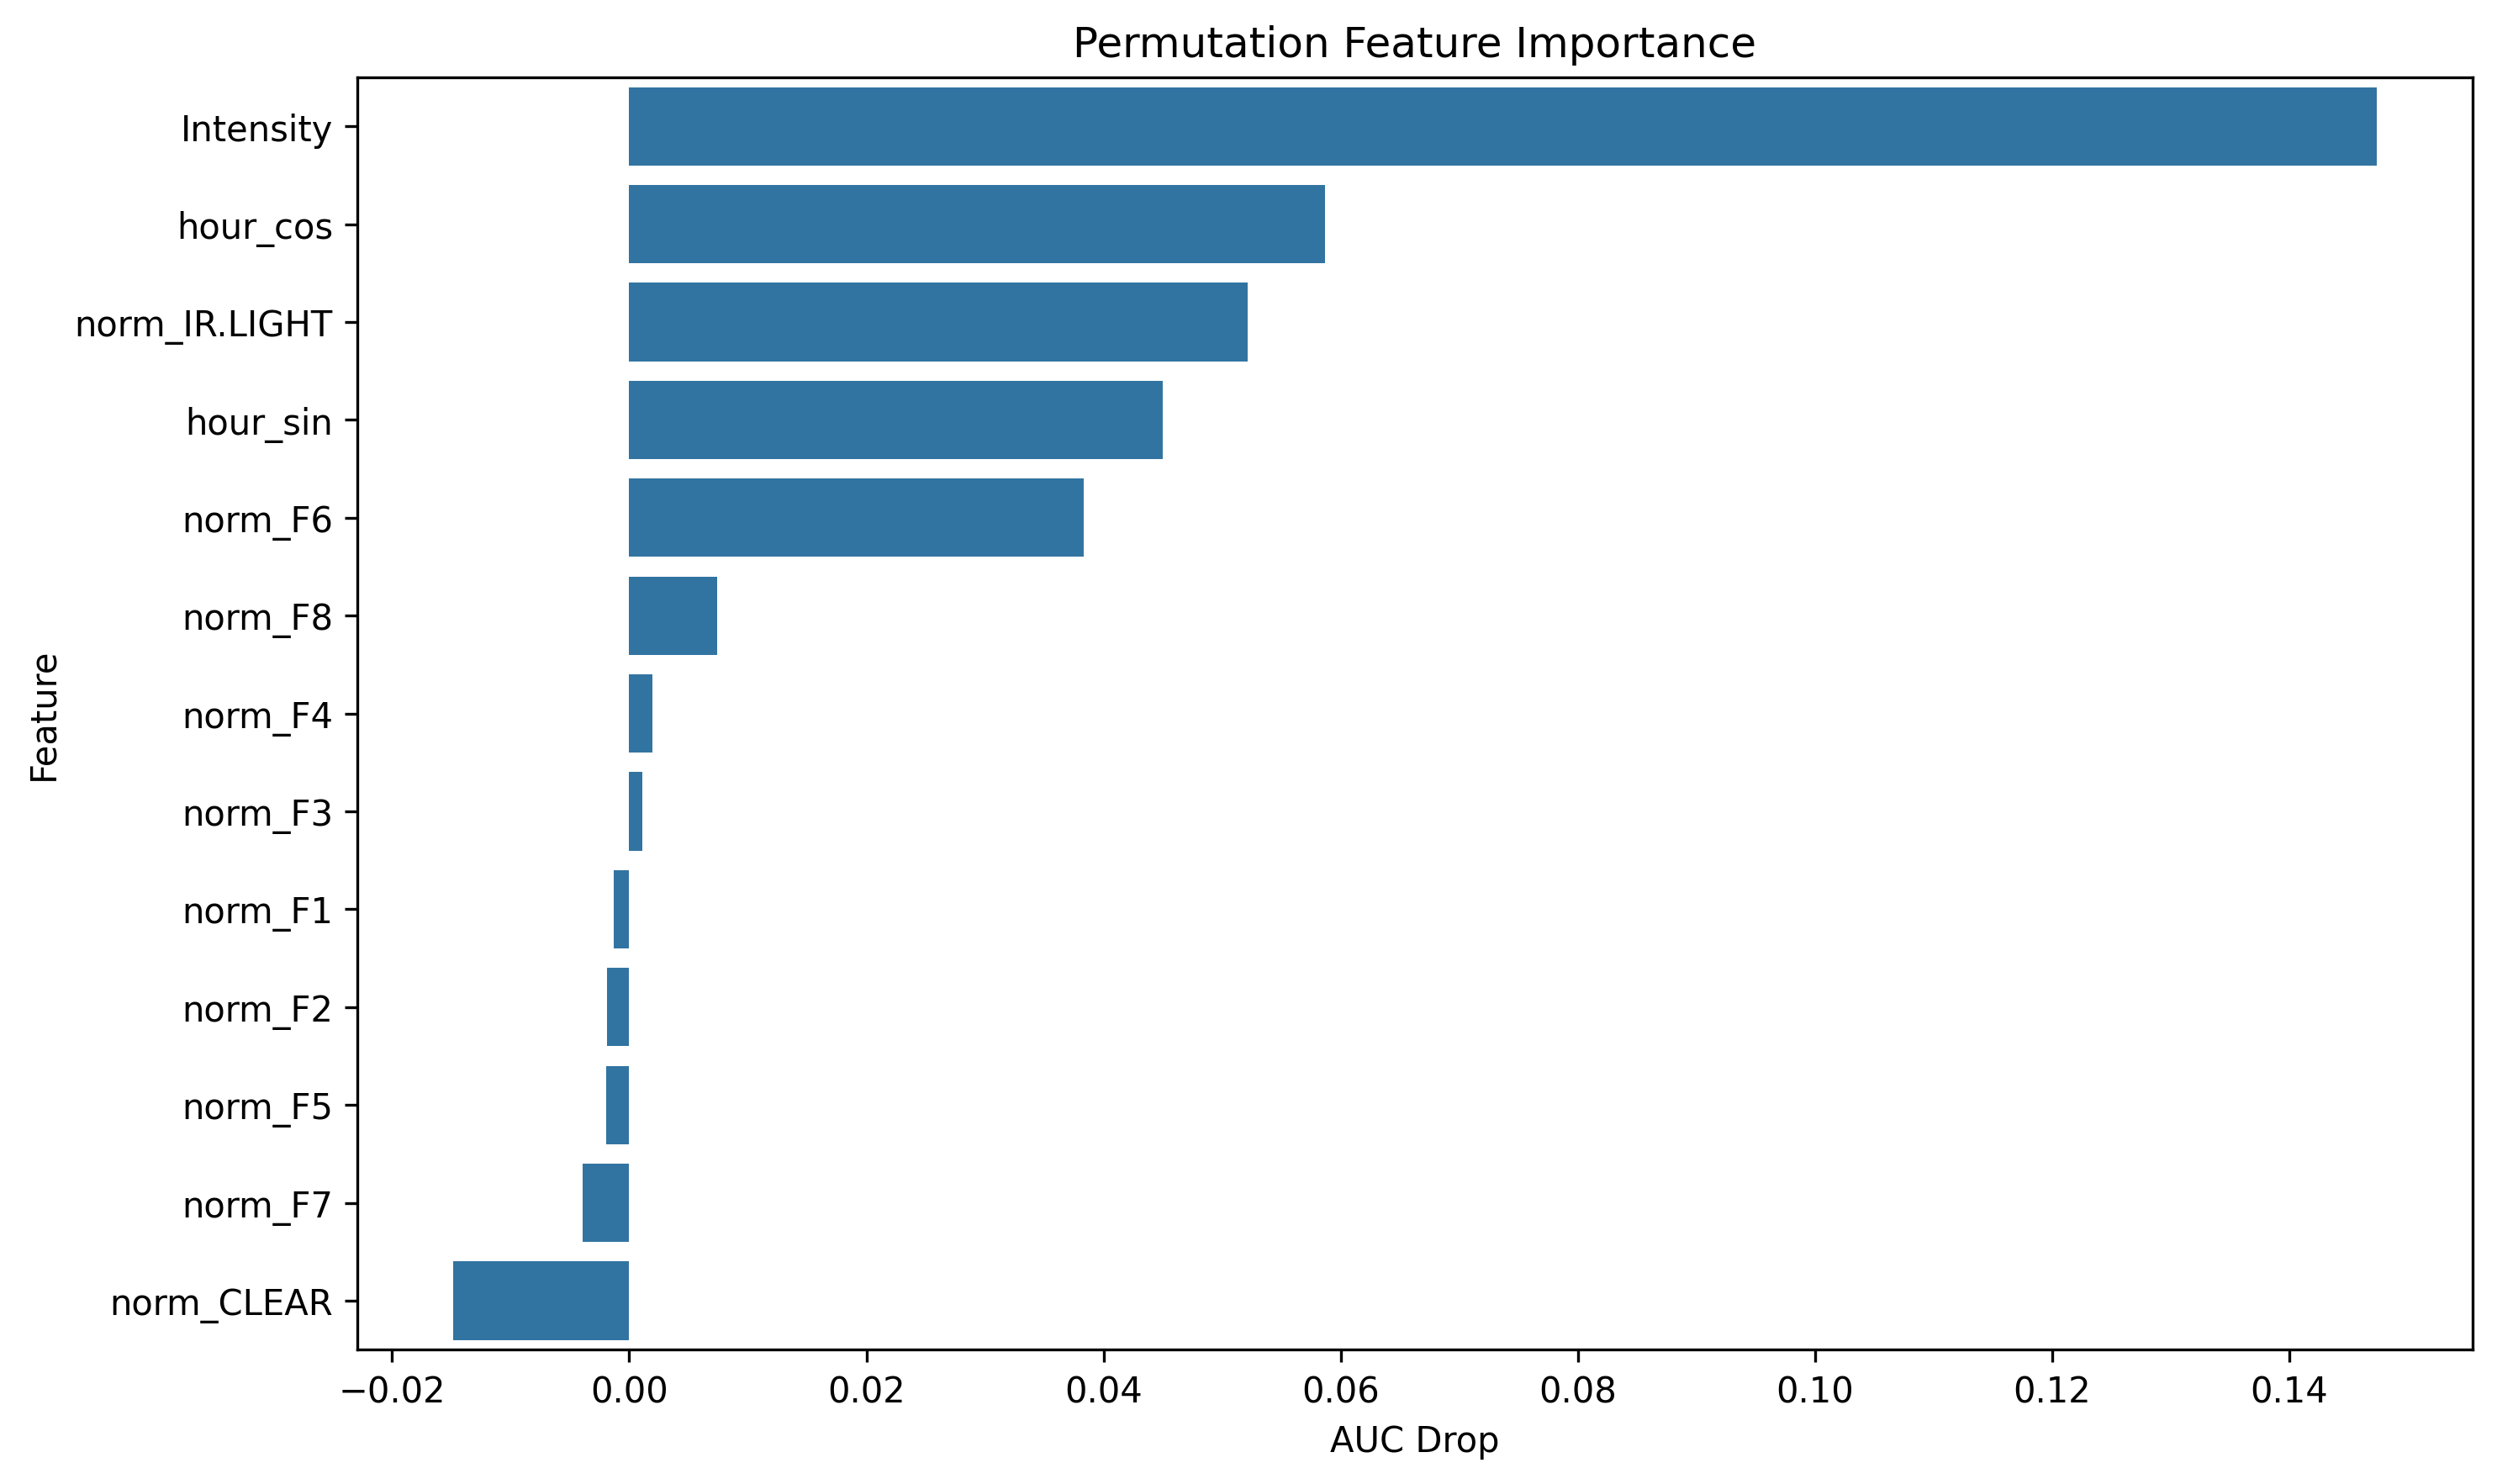 Permutation Feature Importance
Intensity
hour_cos
norm_IR.LIGHT
hour_sin
norm_F6
norm_F8
norm_F4
norm_F3
norm_F1
norm_F2
norm_F5
norm_F7
norm_CLEAR
Feature
−0.02 0.00 0.02 0.04 0.06 0.08 0.10 0.12 0.14
AUC Drop